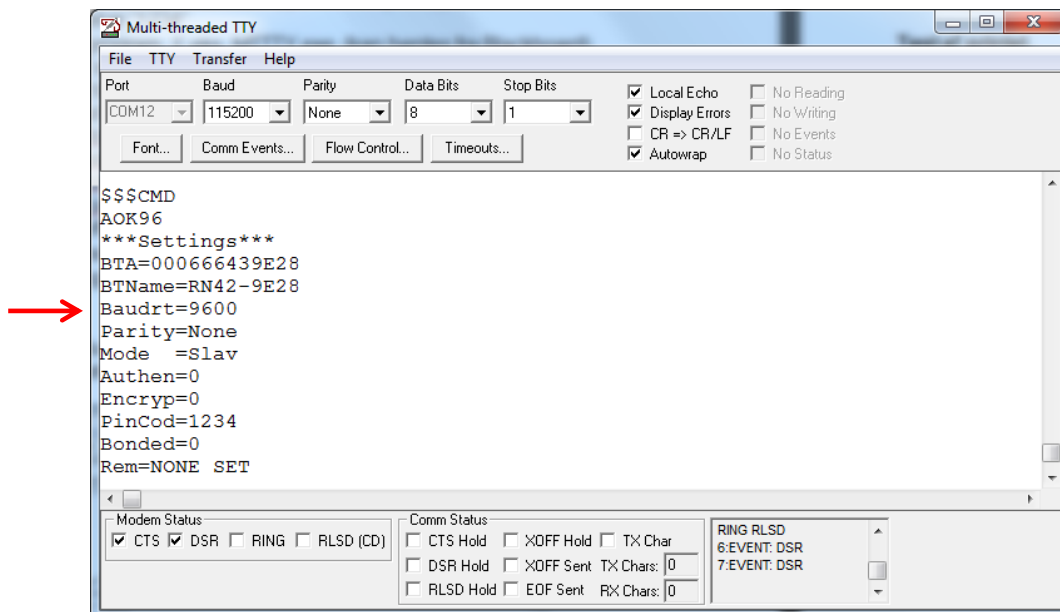 Multi-threaded TTY
File TTY Transfer Help
Port Baud Parity Data Bits Stop Bits
COM12 115200 None 8 1
Font... Comm Events... Flow Control... Timeouts...
Local Echo No Reading
Display Errors No Writing
CR => CR/LF No Events
Autowrap No Status
$$$CMD
AOK96
***Settings***
BTA=000666439E28
BTName=RN42-9E28
Baudrt=9600
Parity=None
Mode  =Slav
Authen=0
Encryp=0
PinCod=1234
Bonded=0
Rem=NONE SET
Modem Status
CTS DSR RING RLSD (CD)
Comm Status
CTS Hold XOFF Hold TX Char
DSR Hold XOFF Sent TX Chars: 0
RLSD Hold EOF Sent RX Chars: 0
RING RLSD
6:EVENT: DSR
7:EVENT: DSR